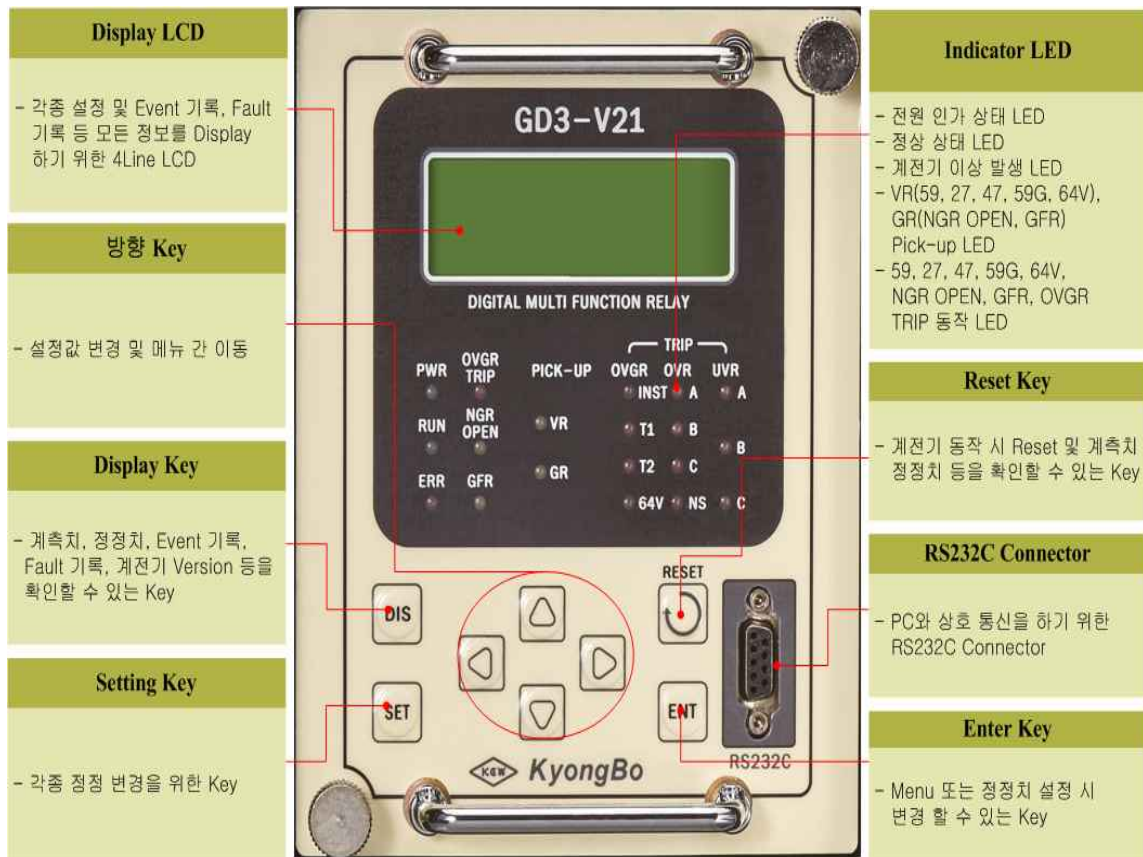 Display LCD
- 각종 설정 및 Event 기록, Fault
기록 등 모든 정보를 Display
하기 위한 4Line LCD
방향 Key
- 설정값 변경 및 메뉴 간 이동
Display Key
- 계측치, 정정치, Event 기록,
Fault 기록, 계전기 Version 등을
확인할 수 있는 Key
Setting Key
- 각종 정정 변경을 위한 Key
GD3-V21
DIGITAL MULTI FUNCTION RELAY
TRIP
PWR OVGR TRIP PICK-UP OVGR OVR UVR
INST A A
RUN NGR OPEN VR T1 B B
ERR GFR GR T2 C
64V NS C
RESET
DIS
SET
ENT
RS232C
KGW KyongBo
Indicator LED
- 전원 인가 상태 LED
- 정상 상태 LED
- 계전기 이상 발생 LED
- VR(59, 27, 47, 59G, 64V),
GR(NGR OPEN, GFR)
Pick-up LED
- 59, 27, 47, 59G, 64V,
NGR OPEN, GFR, OVGR
TRIP 동작 LED
Reset Key
- 계전기 동작 시 Reset 및 계측치
정정치 등을 확인할 수 있는 Key
RS232C Connector
- PC와 상호 통신을 하기 위한
RS232C Connector
Enter Key
- Menu 또는 정정치 설정 시
변경 할 수 있는 Key